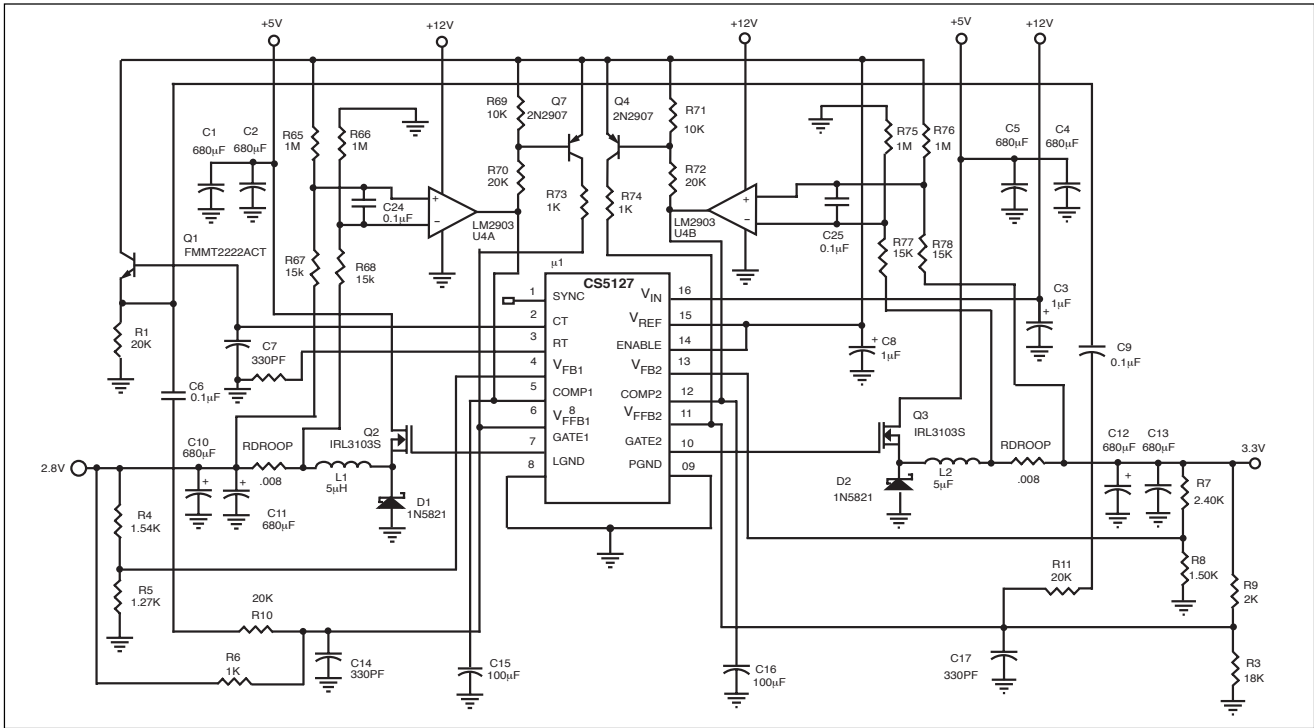 +5V
+12V
+12V
+5V
+12V
C1
680µF
C2
680µF
R65
1M
R66
1M
R69
10K
Q7
2N2907
Q4
2N2907
R71
10K
R75
1M
R76
1M
C5
680µF
C4
680µF
R70
20K
R72
20K
R73
1K
R74
1K
C24
0.1µF
+
−
LM2903
U4A
LM2903
U4B
+
−
C25
0.1µF
Q1
FMMT2222ACT
R67
15k
R68
15k
R77
15K
R78
15K
µ1
CS5127
1
SYNC
2
CT
3
RT
4
VFB1
5
COMP1
6
V8FFB1
7
GATE1
8
LGND
16
VIN
15
VREF
14
ENABLE
13
VFB2
12
COMP2
11
VFFB2
10
GATE2
09
PGND
C3
1µF
+
+
C8
1µF
C9
0.1µF
R1
20K
C7
330PF
C6
0.1µF
Q2
IRL3103S
Q3
IRL3103S
2.8V
C10
680µF
+
RDROOP
.008
+
C11
680µF
L1
5µH
D1
1N5821
D2
1N5821
L2
5µF
RDROOP
.008
C12
680µF
+
C13
680µF
3.3V
R7
2.40K
R4
1.54K
R5
1.27K
R8
1.50K
R9
2K
R11
20K
20K
R10
R6
1K
C14
330PF
C15
100µF
C16
100µF
C17
330PF
R3
18K